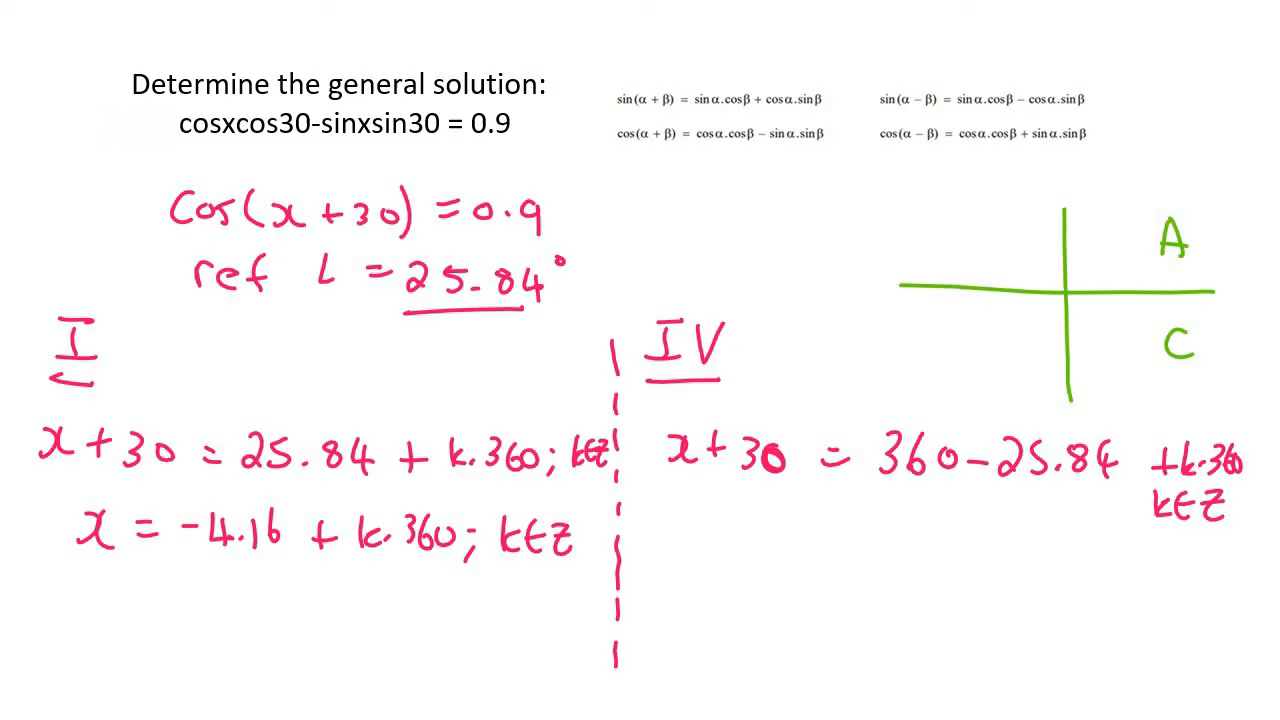 Determine the general solution:
cosxcos30-sinxsin30 = 0.9
sin(α + β) = sinα.cosβ + cosα.sinβ
sin(α − β) = sinα.cosβ − cosα.sinβ
cos(α + β) = cosα.cosβ − sinα.sinβ
cos(α − β) = cosα.cosβ + sinα.sinβ
Cos(x + 30) = 0.9
ref L = 25.84°
A
C
I
x + 30 = 25.84 + k.360; k∈Z
x = -4.16 + k.360; k∈Z
IV
x + 30 = 360 - 25.84 + k.360
k∈Z